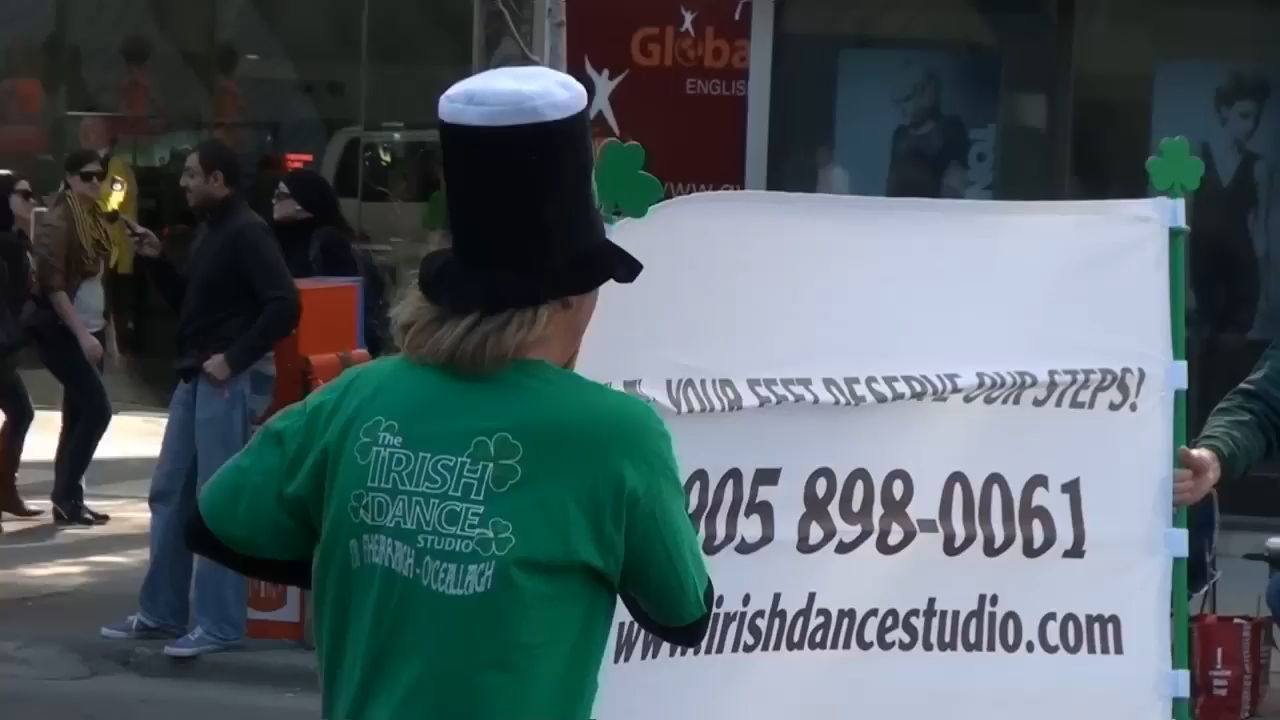 Globa
ENGLIS
YOUR FEET DESERVE OUR STEPS!
905 898-0061
www.irishdancestudio.com
The
IRISH
DANCE
STUDIO